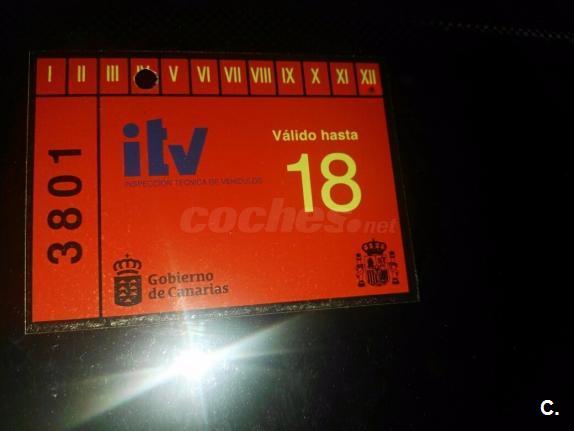 I II III IV V VI VII VIII IX X XI XII
3801
itv
INSPECCIÓN TÉCNICA DE VEHÍCULOS
Válido hasta
18
coches.net
Gobierno
de Canarias
C.